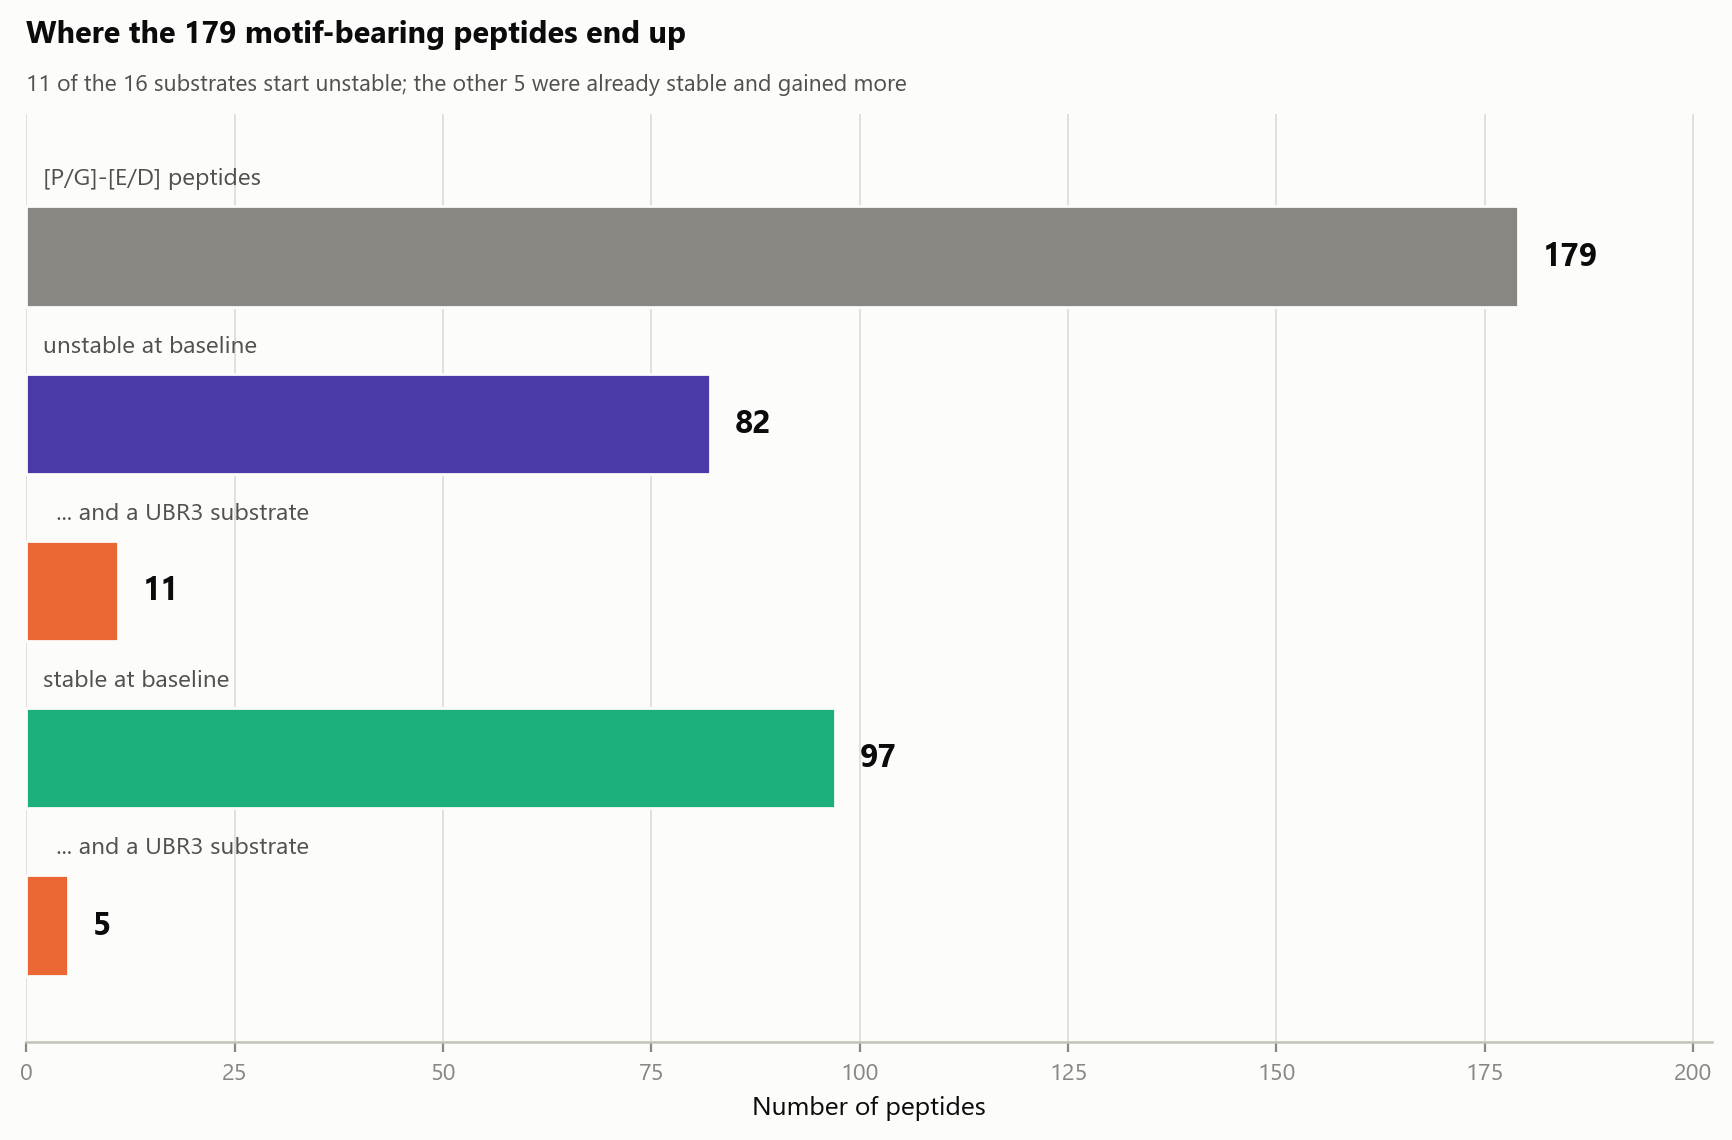 Where the 179 motif-bearing peptides end up
11 of the 16 substrates start unstable; the other 5 were already stable and gained more
[P/G]-[E/D] peptides
179
unstable at baseline
82
... and a UBR3 substrate
11
stable at baseline
97
... and a UBR3 substrate
5
0 25 50 75 100 125 150 175 200
Number of peptides